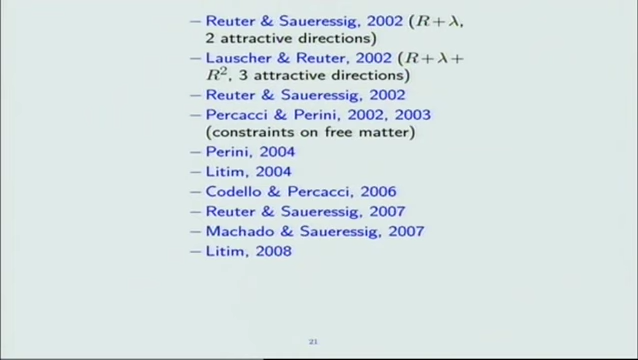 – Reuter & Saueressig, 2002 (R + λ,
2 attractive directions)
– Lauscher & Reuter, 2002 (R + λ +
R², 3 attractive directions)
– Reuter & Saueressig, 2002
– Percacci & Perini, 2002, 2003
(constraints on free matter)
– Perini, 2004
– Litim, 2004
– Codello & Percacci, 2006
– Reuter & Saueressig, 2007
– Machado & Saueressig, 2007
– Litim, 2008
21